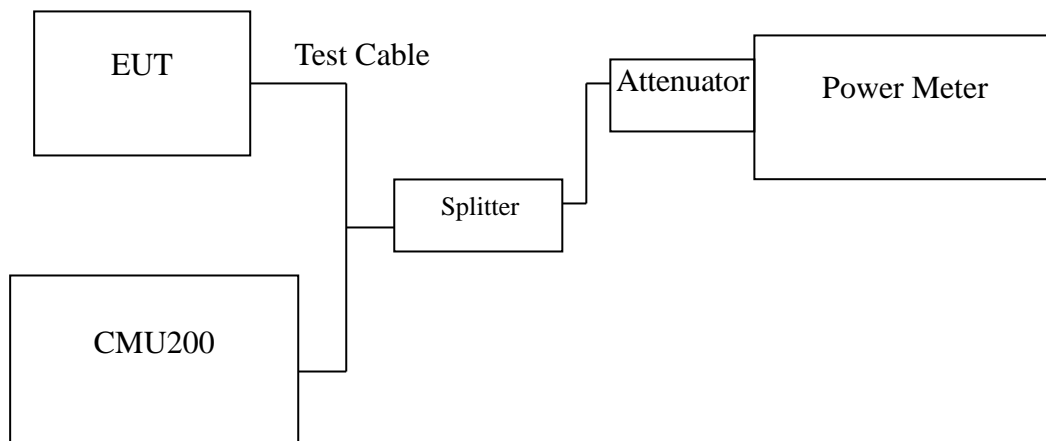 EUT
Test Cable
Attenuator
Power Meter
Splitter
CMU200